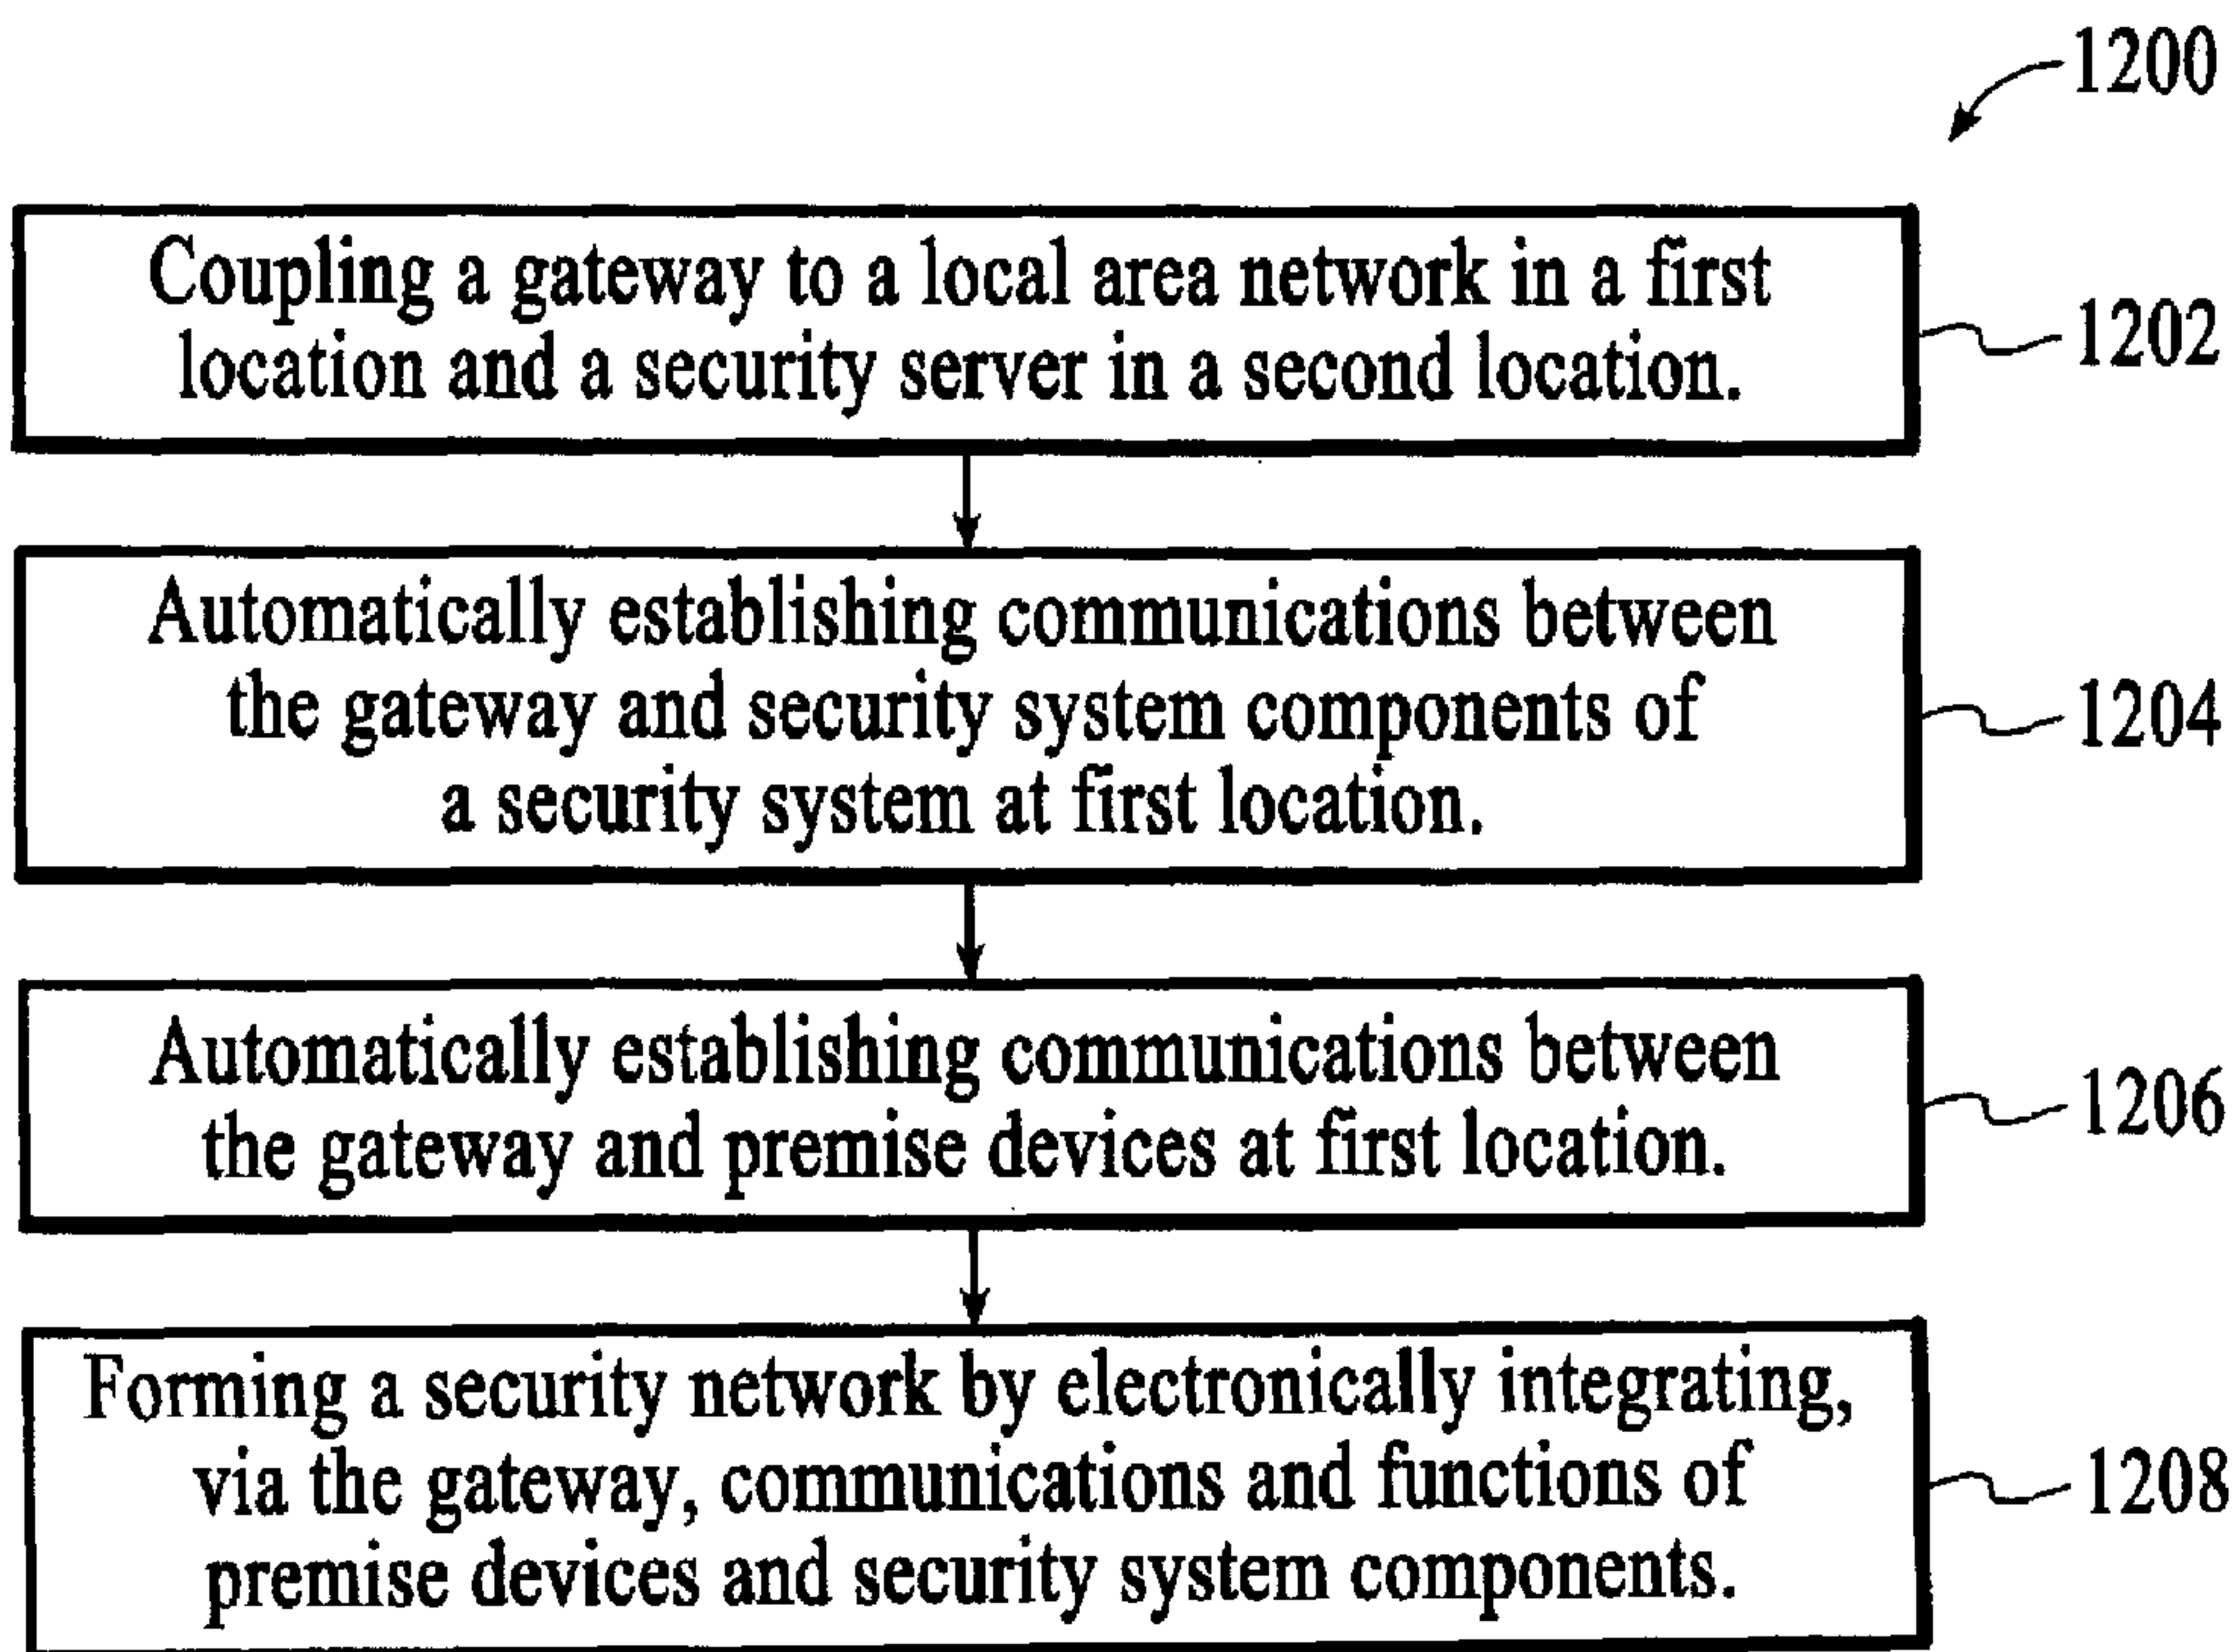 1200
Coupling a gateway to a local area network in a first
location and a security server in a second location.
1202
Automatically establishing communications between
the gateway and security system components of
a security system at first location.
1204
Automatically establishing communications between
the gateway and premise devices at first location.
1206
Forming a security network by electronically integrating,
via the gateway, communications and functions of
premise devices and security system components.
1208